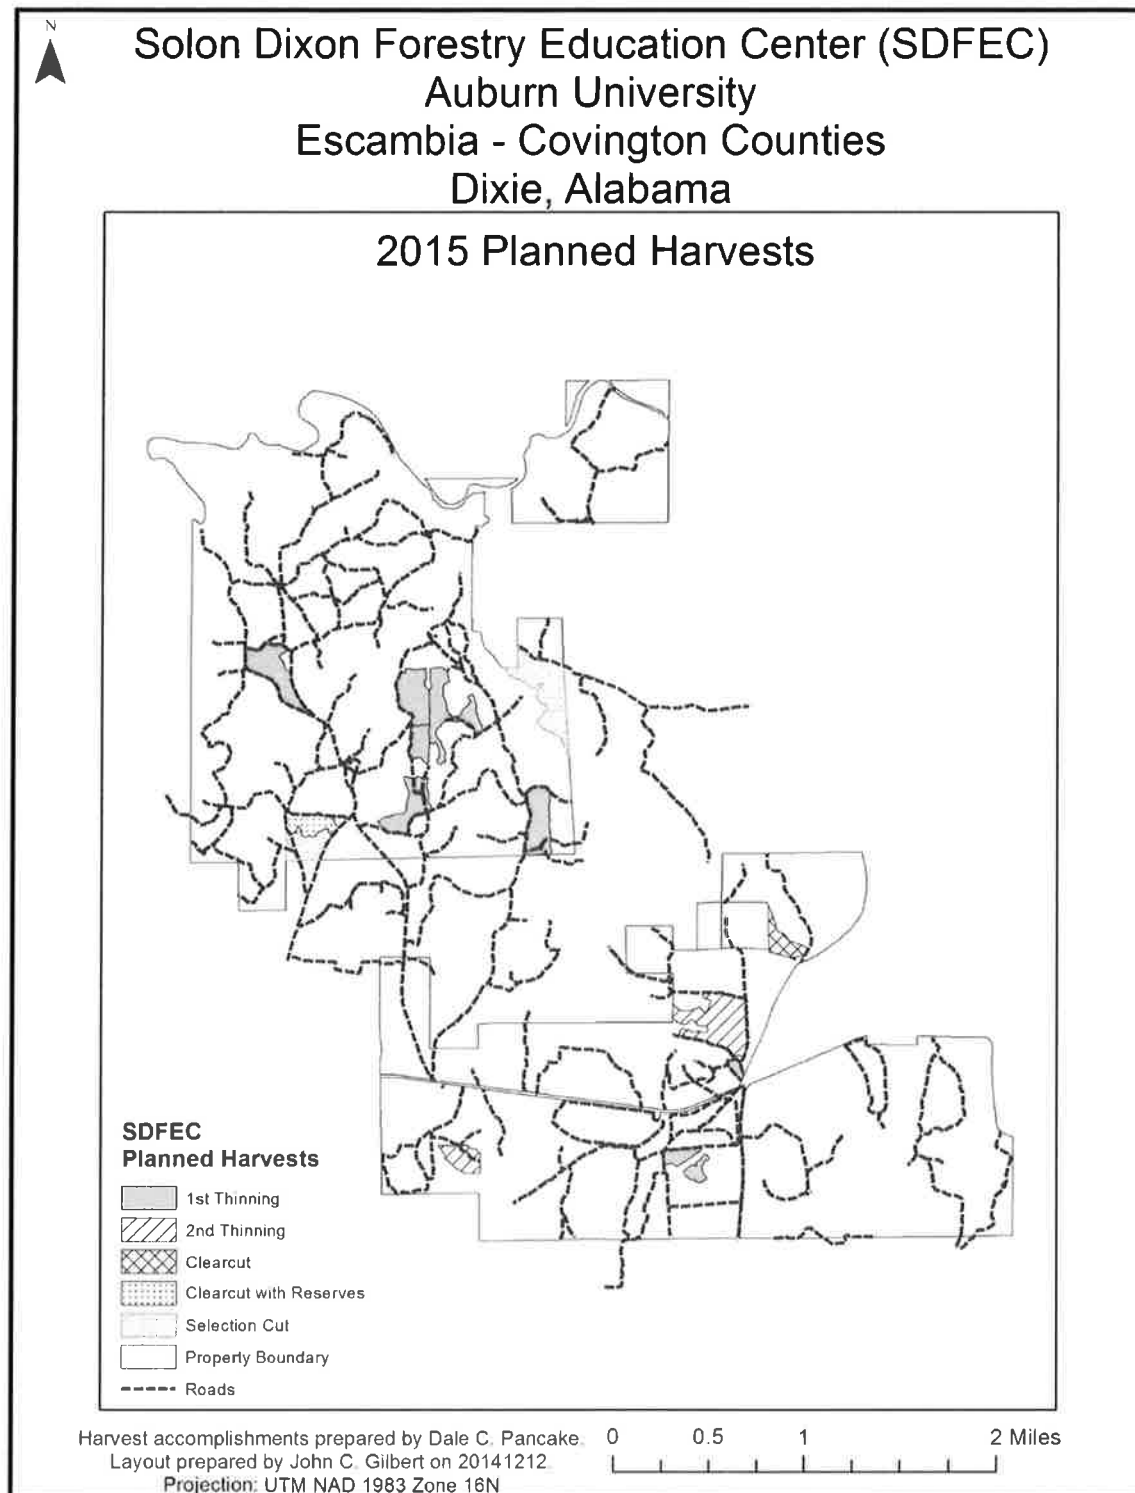 N
Solon Dixon Forestry Education Center (SDFEC)
Auburn University
Escambia - Covington Counties
Dixie, Alabama
2015 Planned Harvests
SDFEC
Planned Harvests
1st Thinning
2nd Thinning
Clearcut
Clearcut with Reserves
Selection Cut
Property Boundary
Roads
Harvest accomplishments prepared by Dale C. Pancake.
Layout prepared by John C. Gilbert on 20141212.
Projection: UTM NAD 1983 Zone 16N
0 0.5 1 2 Miles